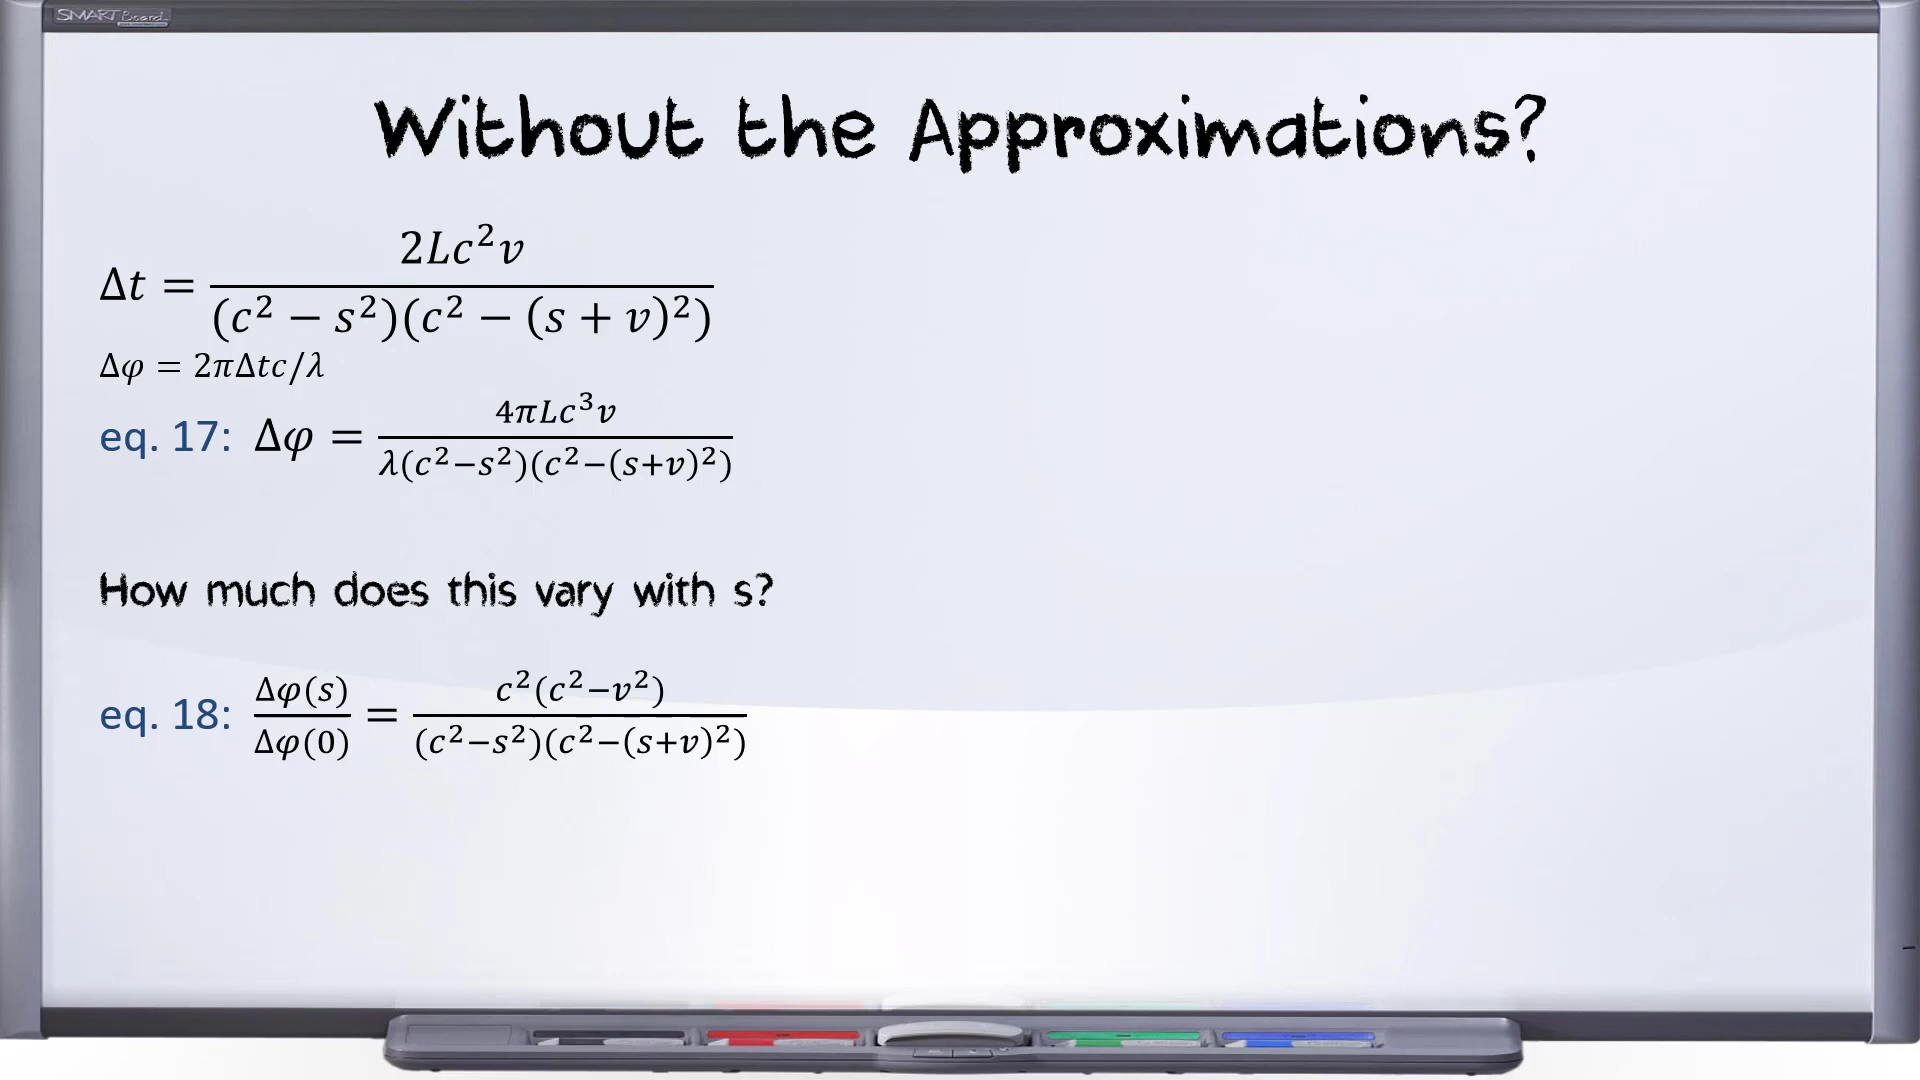 SMART Board
Without the Approximations?
Δt = 2Lc²v / (c² − s²)(c² − (s + v)²)
Δφ = 2πΔtc/λ
eq. 17: Δφ = 4πLc³v / λ(c²−s²)(c²−(s+v)²)
How much does this vary with s?
eq. 18: Δφ(s) / Δφ(0) = c²(c²−v²) / (c²−s²)(c²−(s+v)²)